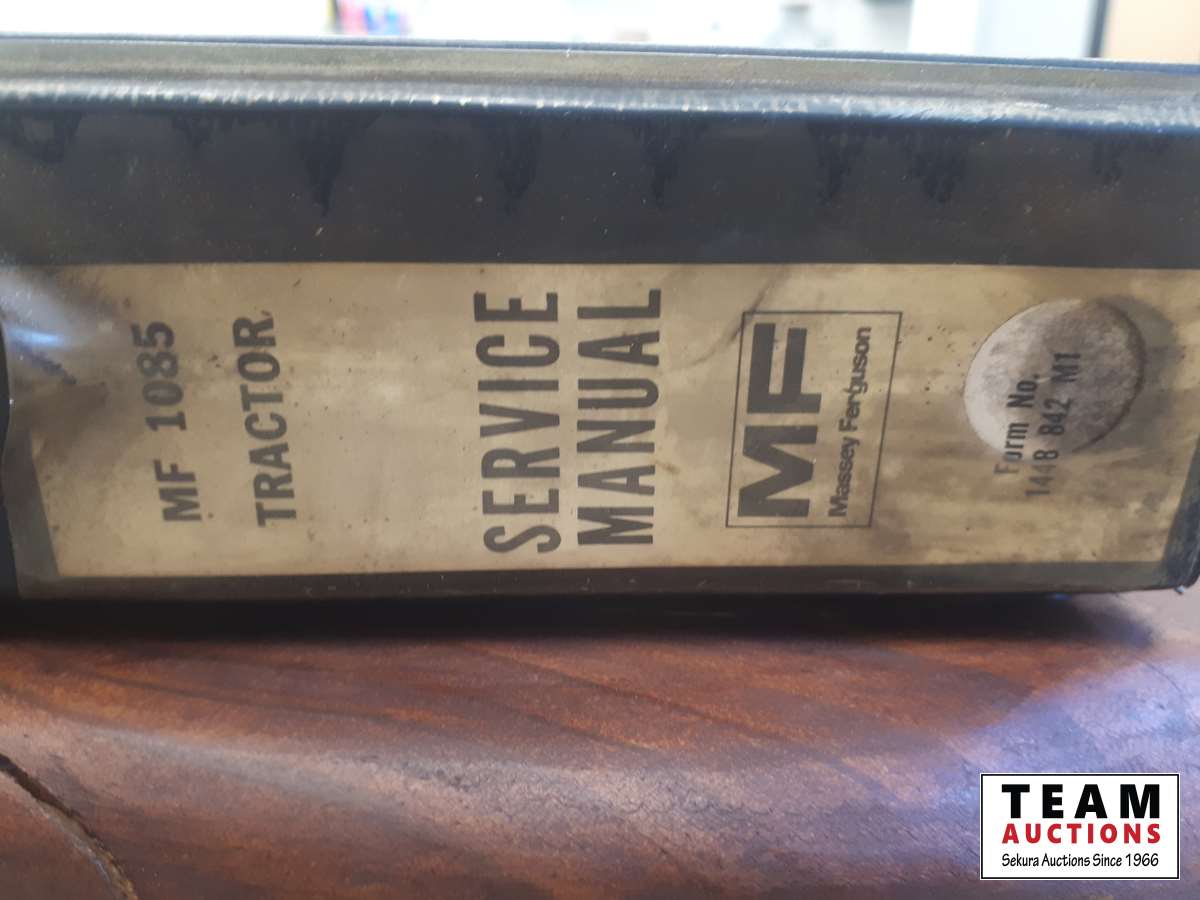 MF 1085
TRACTOR
SERVICE
MANUAL
MF
Massey Ferguson
Form No.
1448 842 M1
TEAM
AUCTIONS
Sekura Auctions Since 1966